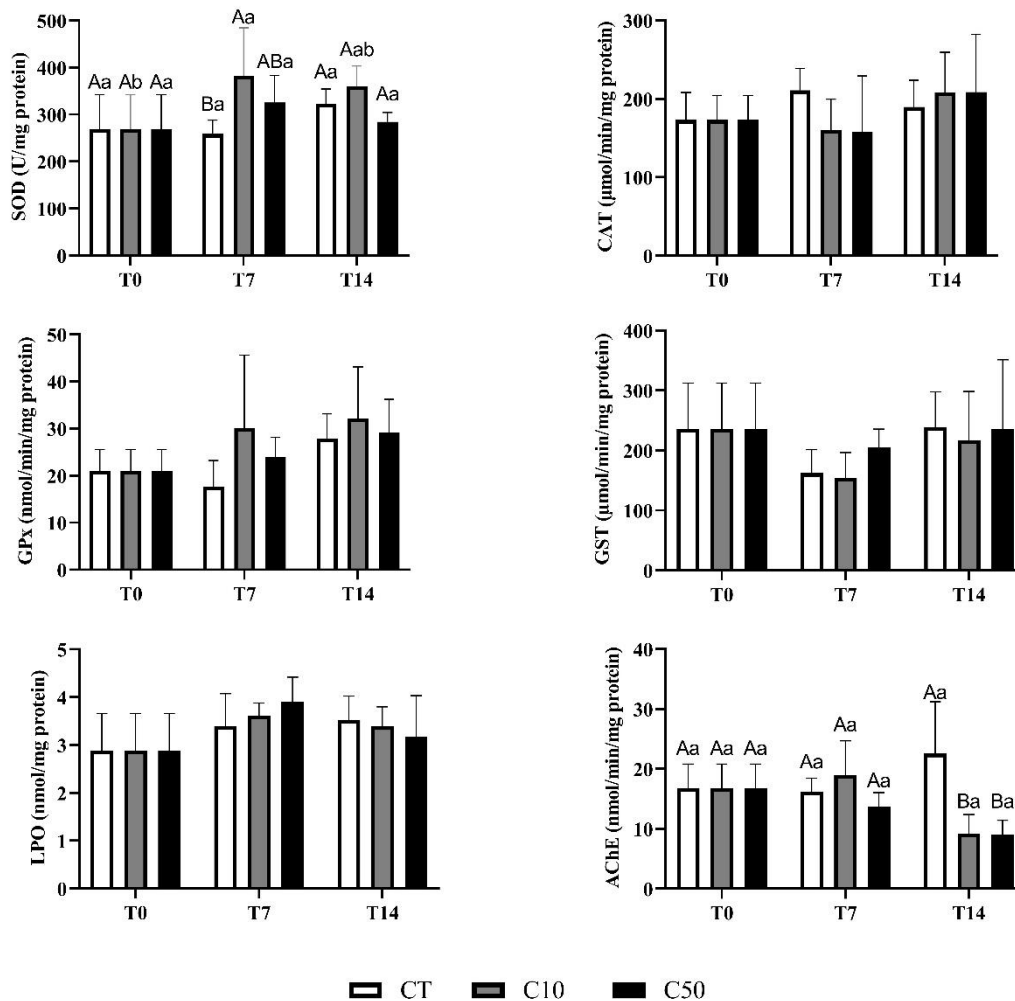 SOD (U/mg protein)
500
400
300
200
100
0
Aa Ab Aa
Ba Aa ABa
Aa Aab Aa
T0 T7 T14
CAT (µmol/min/mg protein)
300
200
100
0
T0 T7 T14
GPx (nmol/min/mg protein)
50
40
30
20
10
0
T0 T7 T14
GST (µmol/min/mg protein)
400
300
200
100
0
T0 T7 T14
LPO (nmol/mg protein)
5
4
3
2
1
0
T0 T7 T14
AChE (nmol/min/mg protein)
40
30
20
10
0
Aa Aa Aa
Aa Aa Aa
Aa Ba Ba
T0 T7 T14
CT C10 C50